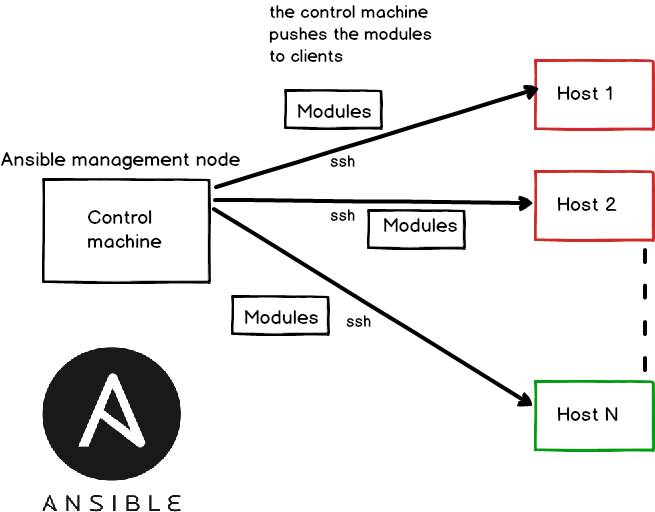 the control machine
pushes the modules
to clients
Modules
Host 1
ssh
Ansible management node
Control
machine
ssh
Modules
Host 2
Modules
ssh
Host N
ANSIBLE